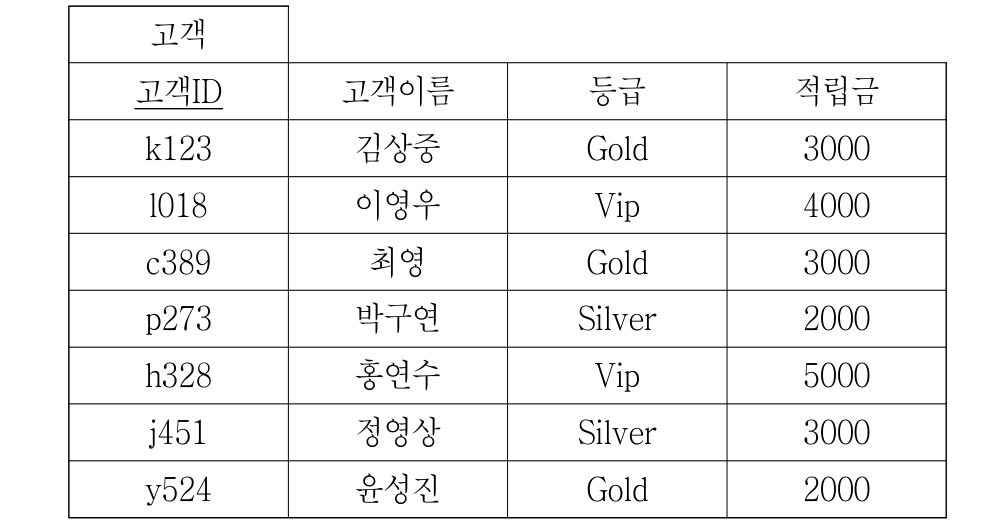 고객
고객ID 고객이름 등급 적립금
k123 김상중 Gold 3000
l018 이영우 Vip 4000
c389 최영 Gold 3000
p273 박구연 Silver 2000
h328 홍연수 Vip 5000
j451 정영상 Silver 3000
y524 윤성진 Gold 2000